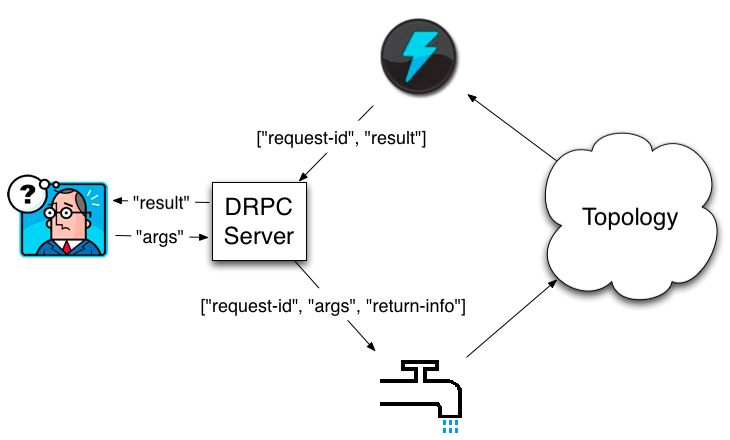 ["request-id", "result"]
?
"result"
DRPC
Server
"args"
Topology
["request-id", "args", "return-info"]